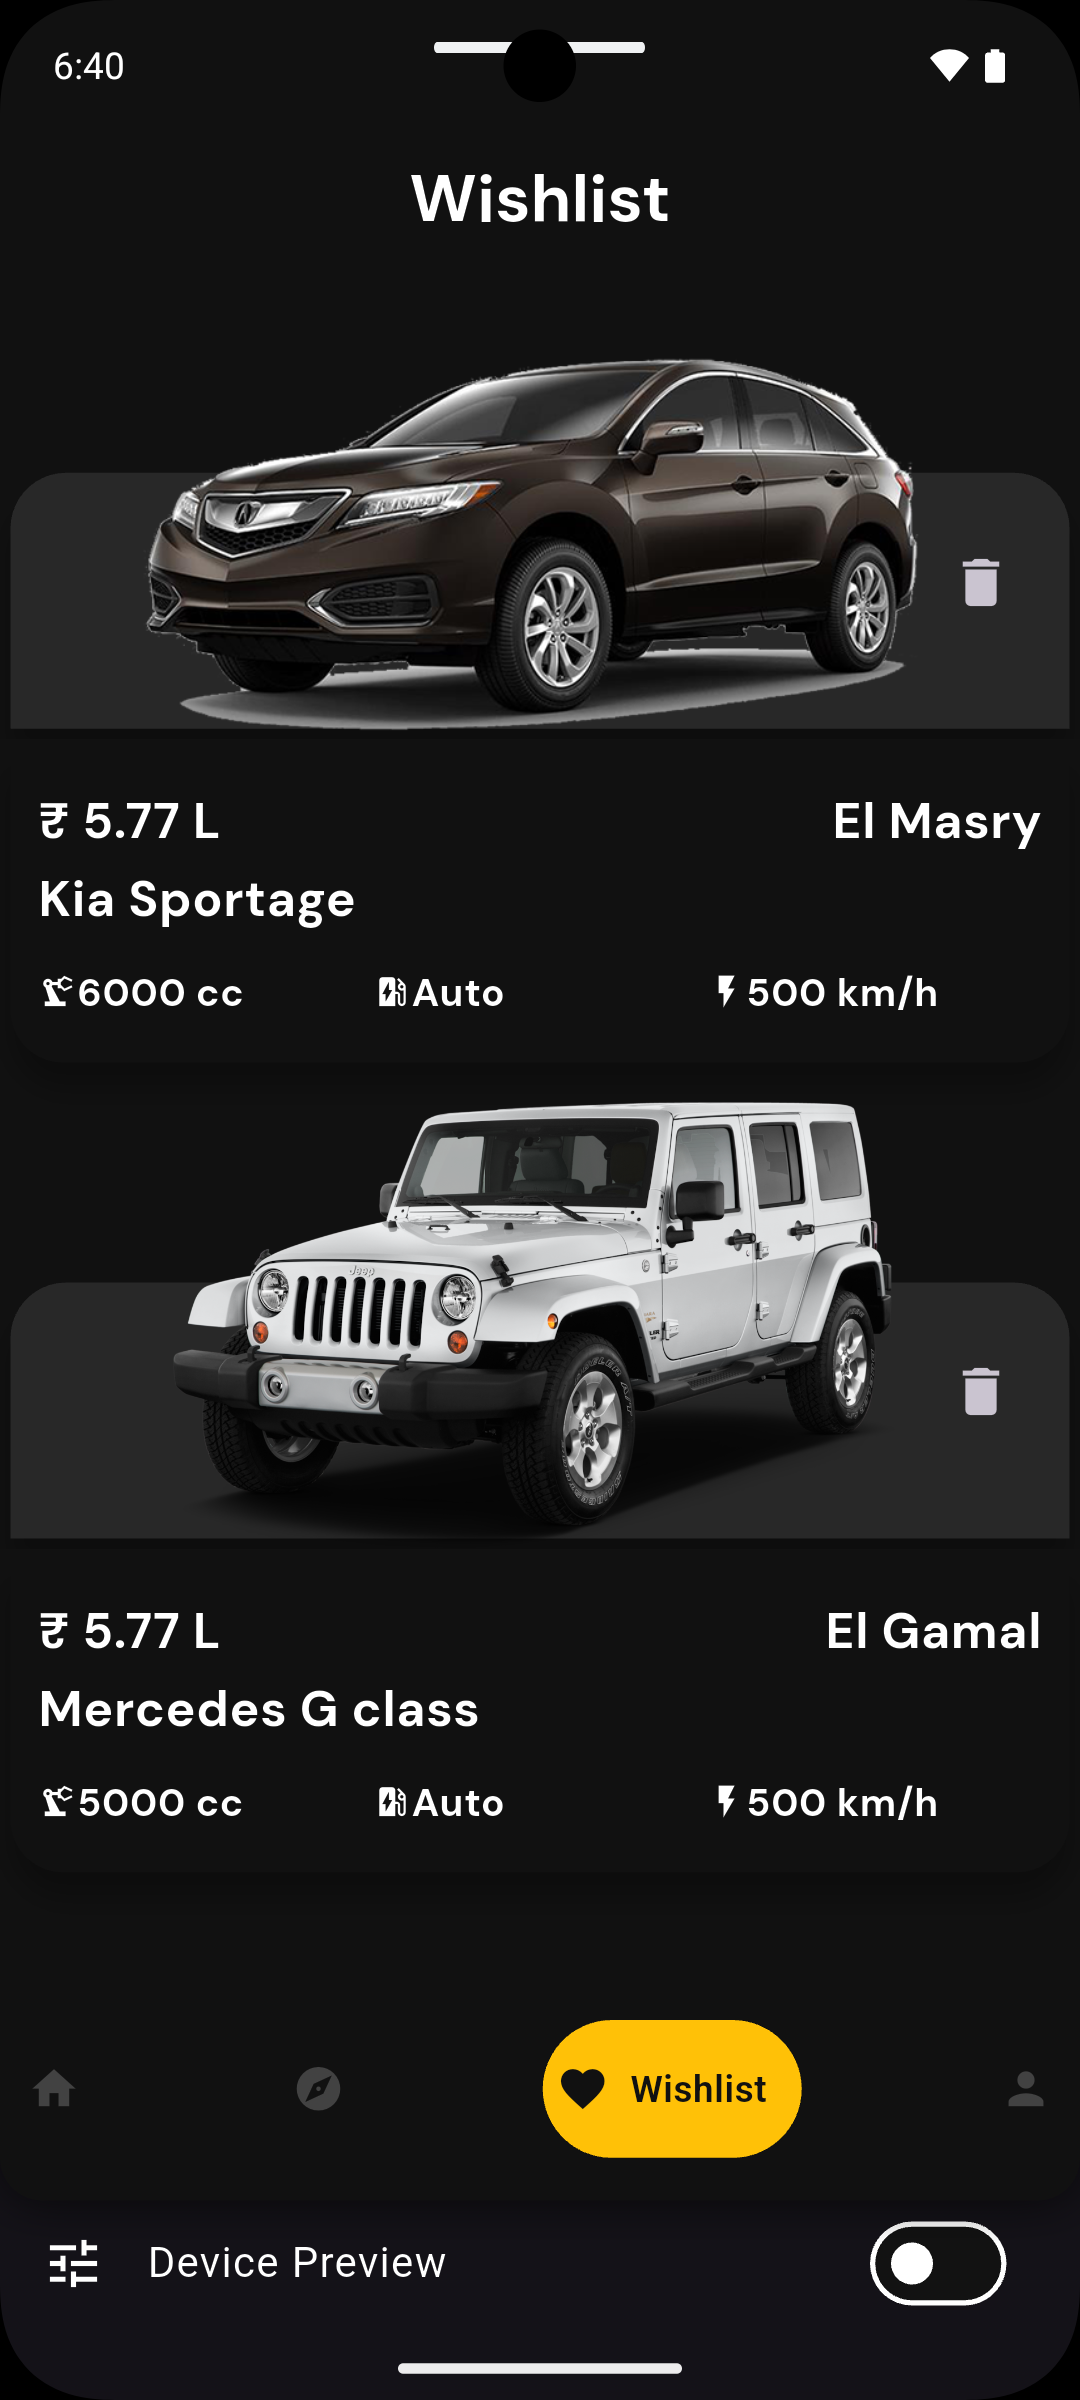 6:40
Wishlist
₹ 5.77 L
El Masry
Kia Sportage
6000 cc
Auto
500 km/h
Jeep
₹ 5.77 L
El Gamal
Mercedes G class
5000 cc
Auto
500 km/h
Wishlist
Device Preview